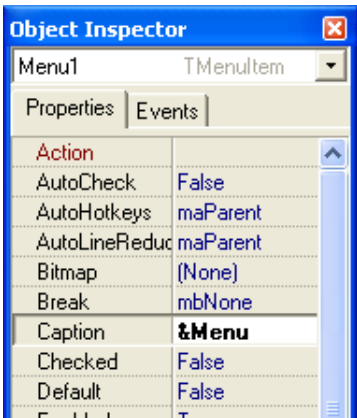 Object Inspector
Menu1 TMenuItem
Properties Events
Action
AutoCheck False
AutoHotkeys maParent
AutoLineReduc maParent
Bitmap (None)
Break mbNone
Caption &Menu
Checked False
Default False